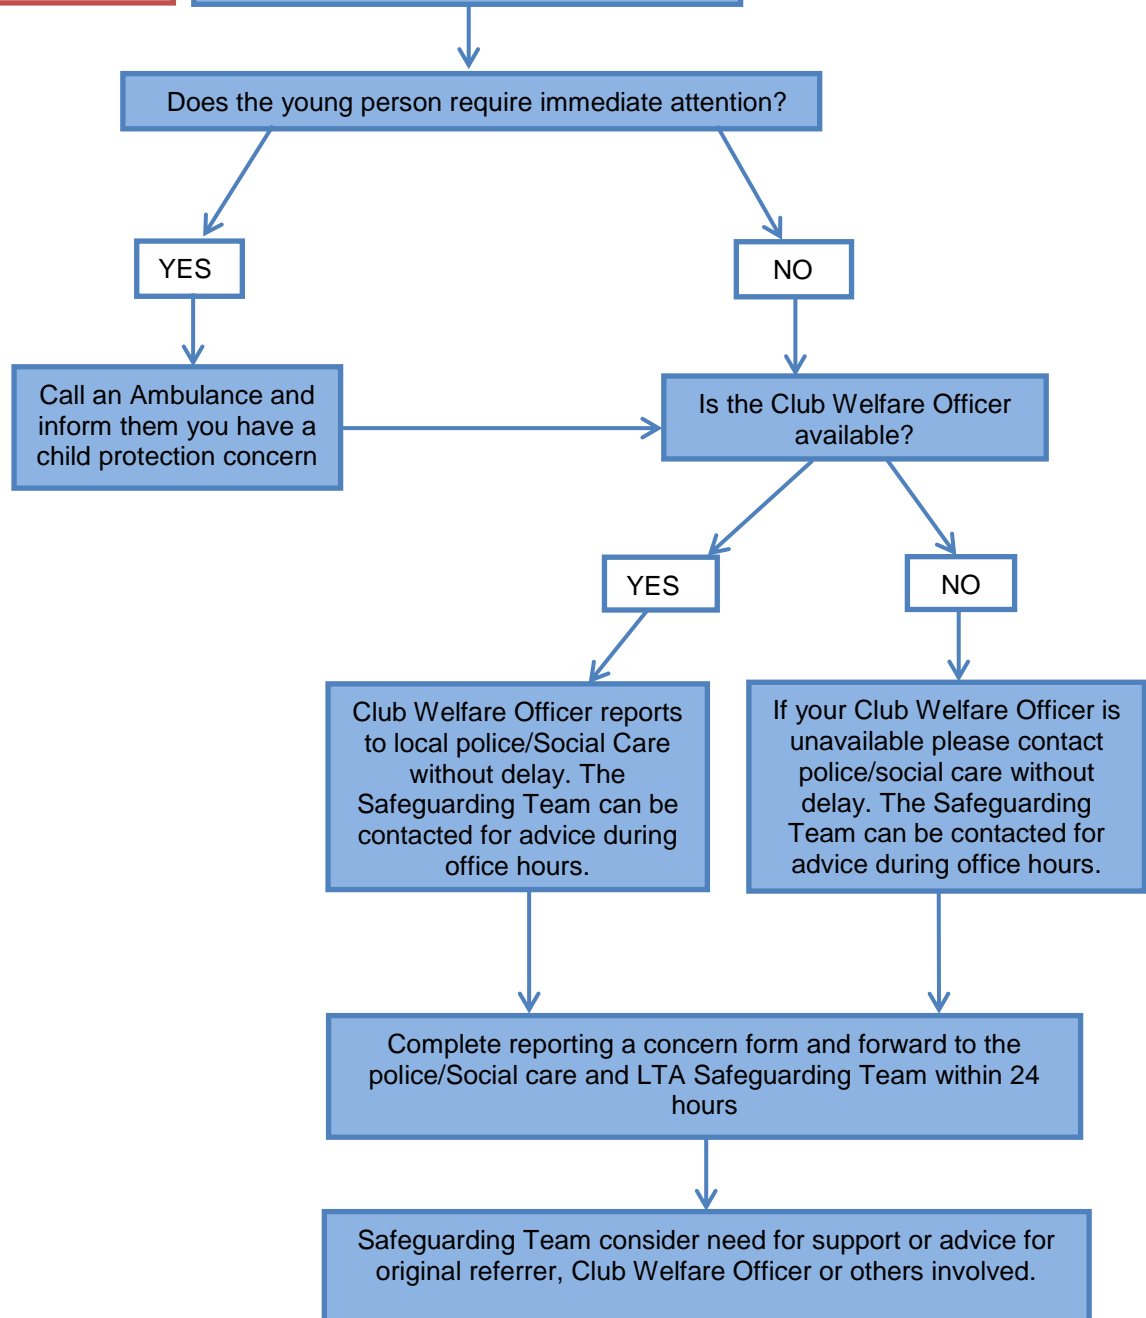 Does the young person require immediate attention?
YES
NO
Call an Ambulance and
inform them you have a
child protection concern
Is the Club Welfare Officer
available?
YES
NO
Club Welfare Officer reports
to local police/Social Care
without delay. The
Safeguarding Team can be
contacted for advice during
office hours.
If your Club Welfare Officer is
unavailable please contact
police/social care without
delay. The Safeguarding
Team can be contacted for
advice during office hours.
Complete reporting a concern form and forward to the
police/Social care and LTA Safeguarding Team within 24
hours
Safeguarding Team consider need for support or advice for
original referrer, Club Welfare Officer or others involved.